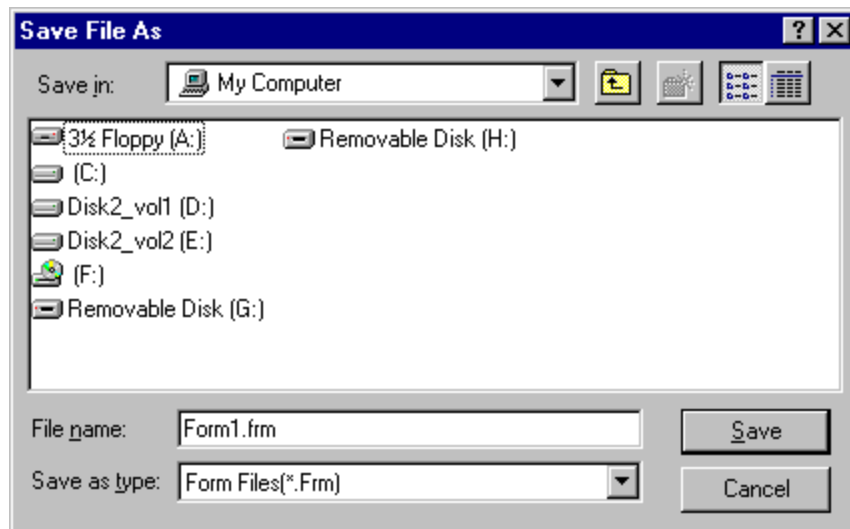 Save File As
Save in: My Computer
3½ Floppy (A:)
(C:)
Disk2_vol1 (D:)
Disk2_vol2 (E:)
(F:)
Removable Disk (G:)
Removable Disk (H:)
File name: Form1.frm
Save
Save as type: Form Files(*.Frm)
Cancel